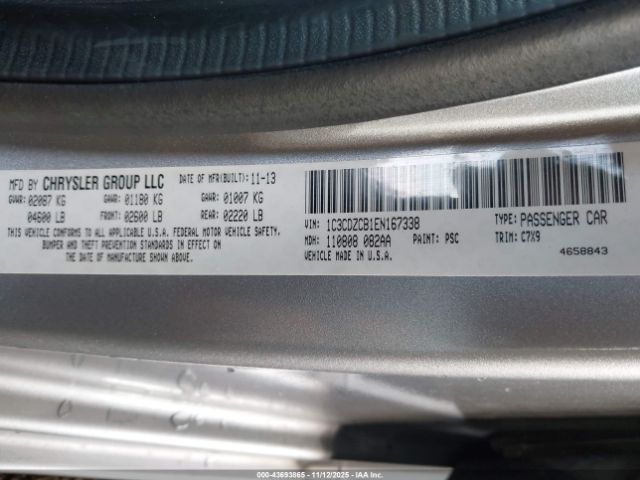 MFD BY CHRYSLER GROUP LLC DATE OF MFR(BUILT): 11-13
GVWR: 02087 KG GAWR: 01180 KG GAWR: 01007 KG
04600 LB FRONT: 02600 LB REAR: 02220 LB
THIS VEHICLE CONFORMS TO ALL APPLICABLE U.S.A. FEDERAL MOTOR VEHICLE SAFETY,
BUMPER AND THEFT PREVENTION STANDARDS IN EFFECT ON
THE DATE OF MANUFACTURE SHOWN ABOVE.
VIN: 1C3CDZCB1EN167338 TYPE: PASSENGER CAR
MDH: 110808 082AA PAINT: PSC TRIM: C7X9
VEHICLE MADE IN U.S.A. 4658843
000-43693865 - 11/12/2025 - IAAI.COM